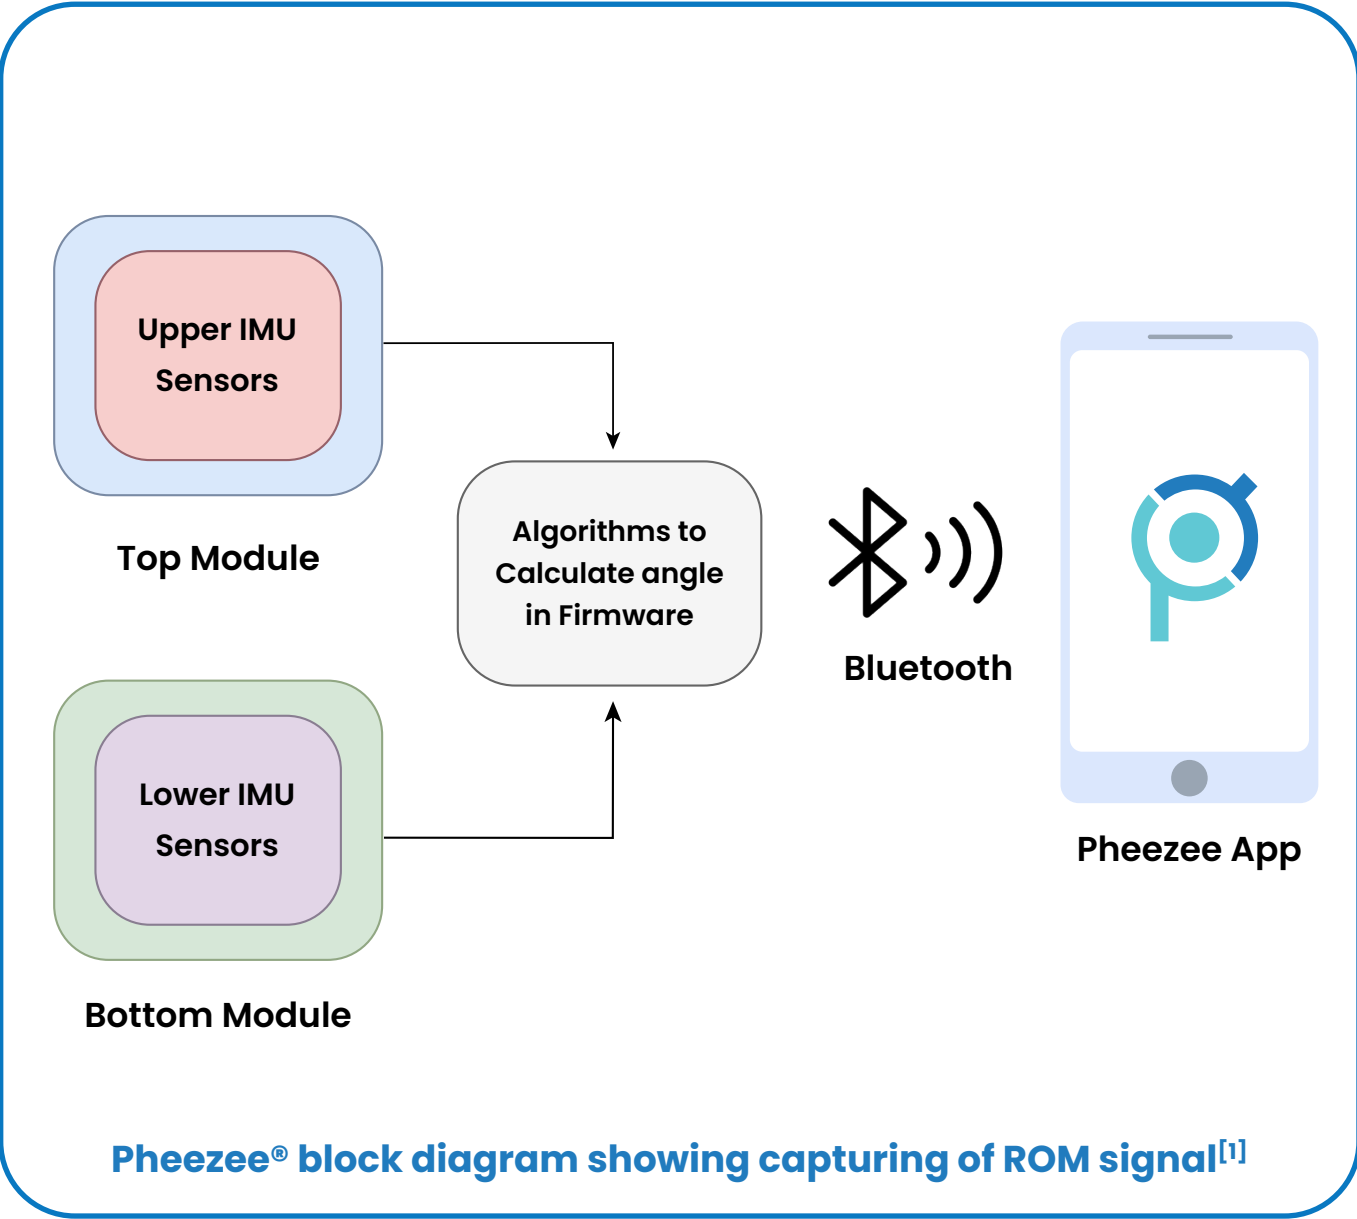 Upper IMU
Sensors
Top Module
Algorithms to
Calculate angle
in Firmware
Bluetooth
Lower IMU
Sensors
Bottom Module
Pheezee App
Pheezee® block diagram showing capturing of ROM signal[1]